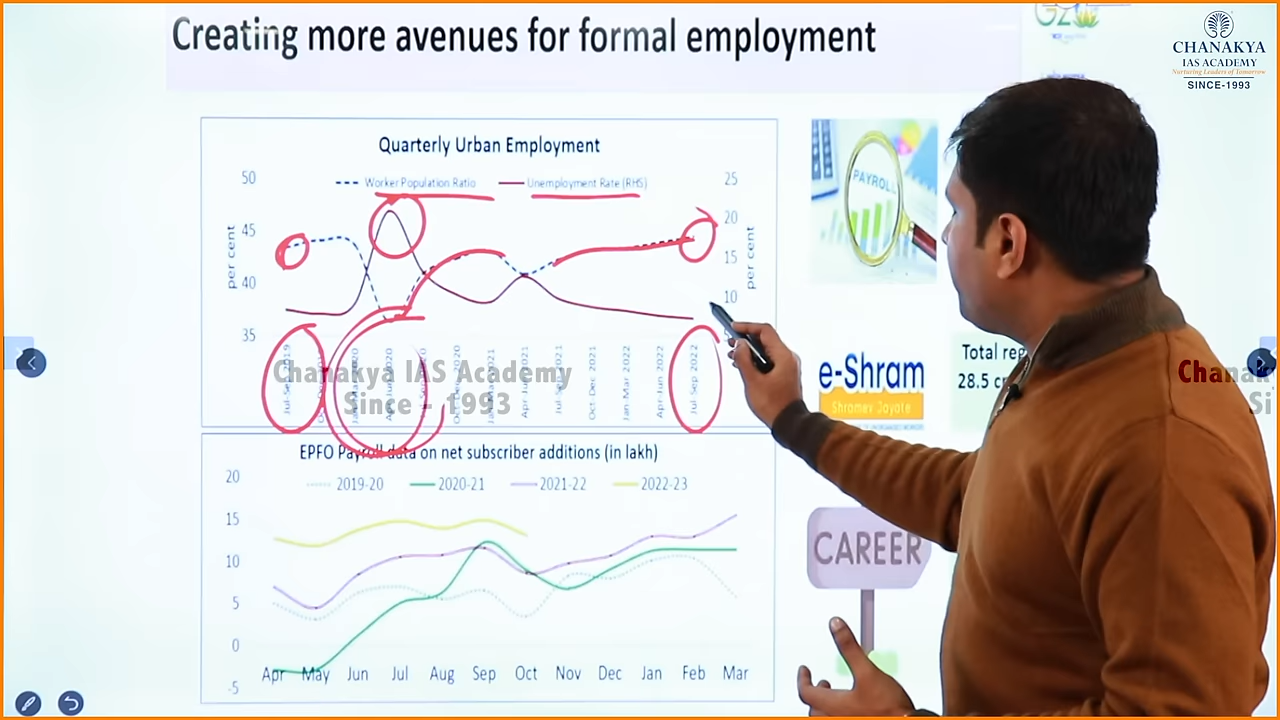 Creating more avenues for formal employment
CHANAKYA
IAS ACADEMY
Nurturing Leaders of Tomorrow
SINCE-1993
Quarterly Urban Employment
Worker Population Ratio
Unemployment Rate (RHS)
50
45
40
35
per cent
25
20
15
10
per cent
Jul-Sep 2019
Jan-Mar 2020
Apr-Jun 2020
Oct-Dec 2020
Jan-Mar 2021
Apr-Jun 2021
Jul-Sep 2021
Oct-Dec 2021
Jan-Mar 2022
Apr-Jun 2022
Jul-Sep 2022
PAYROLL
e-Shram
Shramev Jayate
Total reg
28.5 c
Chanakya IAS Academy
Since - 1993
Chanak
Si
EPFO Payroll data on net subscriber additions (in lakh)
2019-20
2020-21
2021-22
2022-23
20
15
10
5
0
-5
Apr May Jun Jul Aug Sep Oct Nov Dec Jan Feb Mar
CAREER